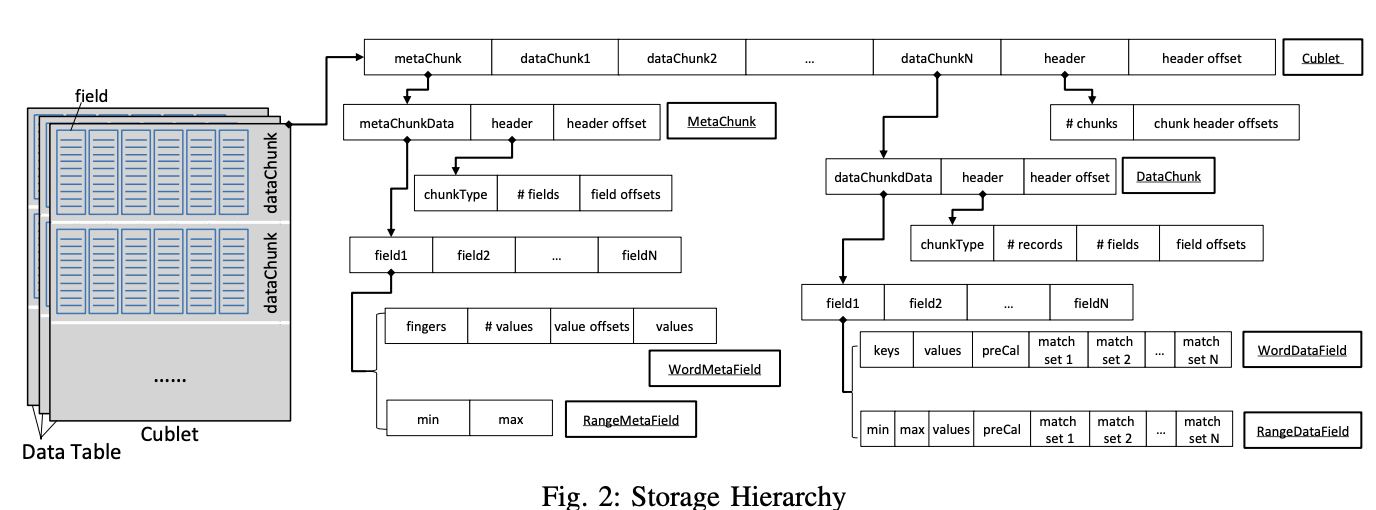 metaChunk dataChunk1 dataChunk2 ... dataChunkN header header offset Cublet
field
metaChunkData header header offset MetaChunk
# chunks chunk header offsets
dataChunk
dataChunkdData header header offset DataChunk
chunkType # fields field offsets
chunkType # records # fields field offsets
field1 field2 ... fieldN
dataChunk
field1 field2 ... fieldN
fingers # values value offsets values
WordMetaField
keys values preCal match set 1 match set 2 ... match set N WordDataField
......
min max RangeMetaField
min max values preCal match set 1 match set 2 ... match set N RangeDataField
Cublet
Data Table
Fig. 2: Storage Hierarchy